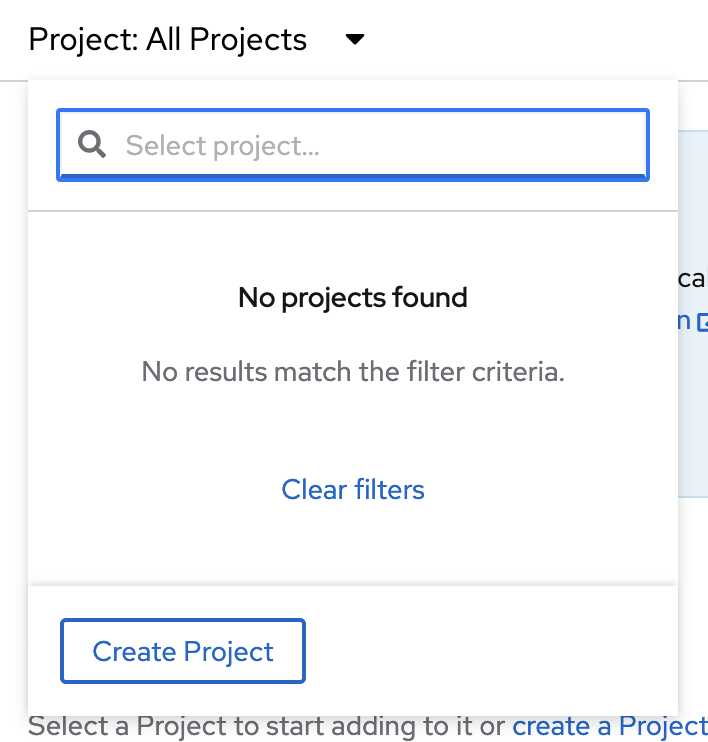 Project: All Projects
Select project...
No projects found
No results match the filter criteria.
Clear filters
Create Project
Select a Project to start adding to it or create a Project